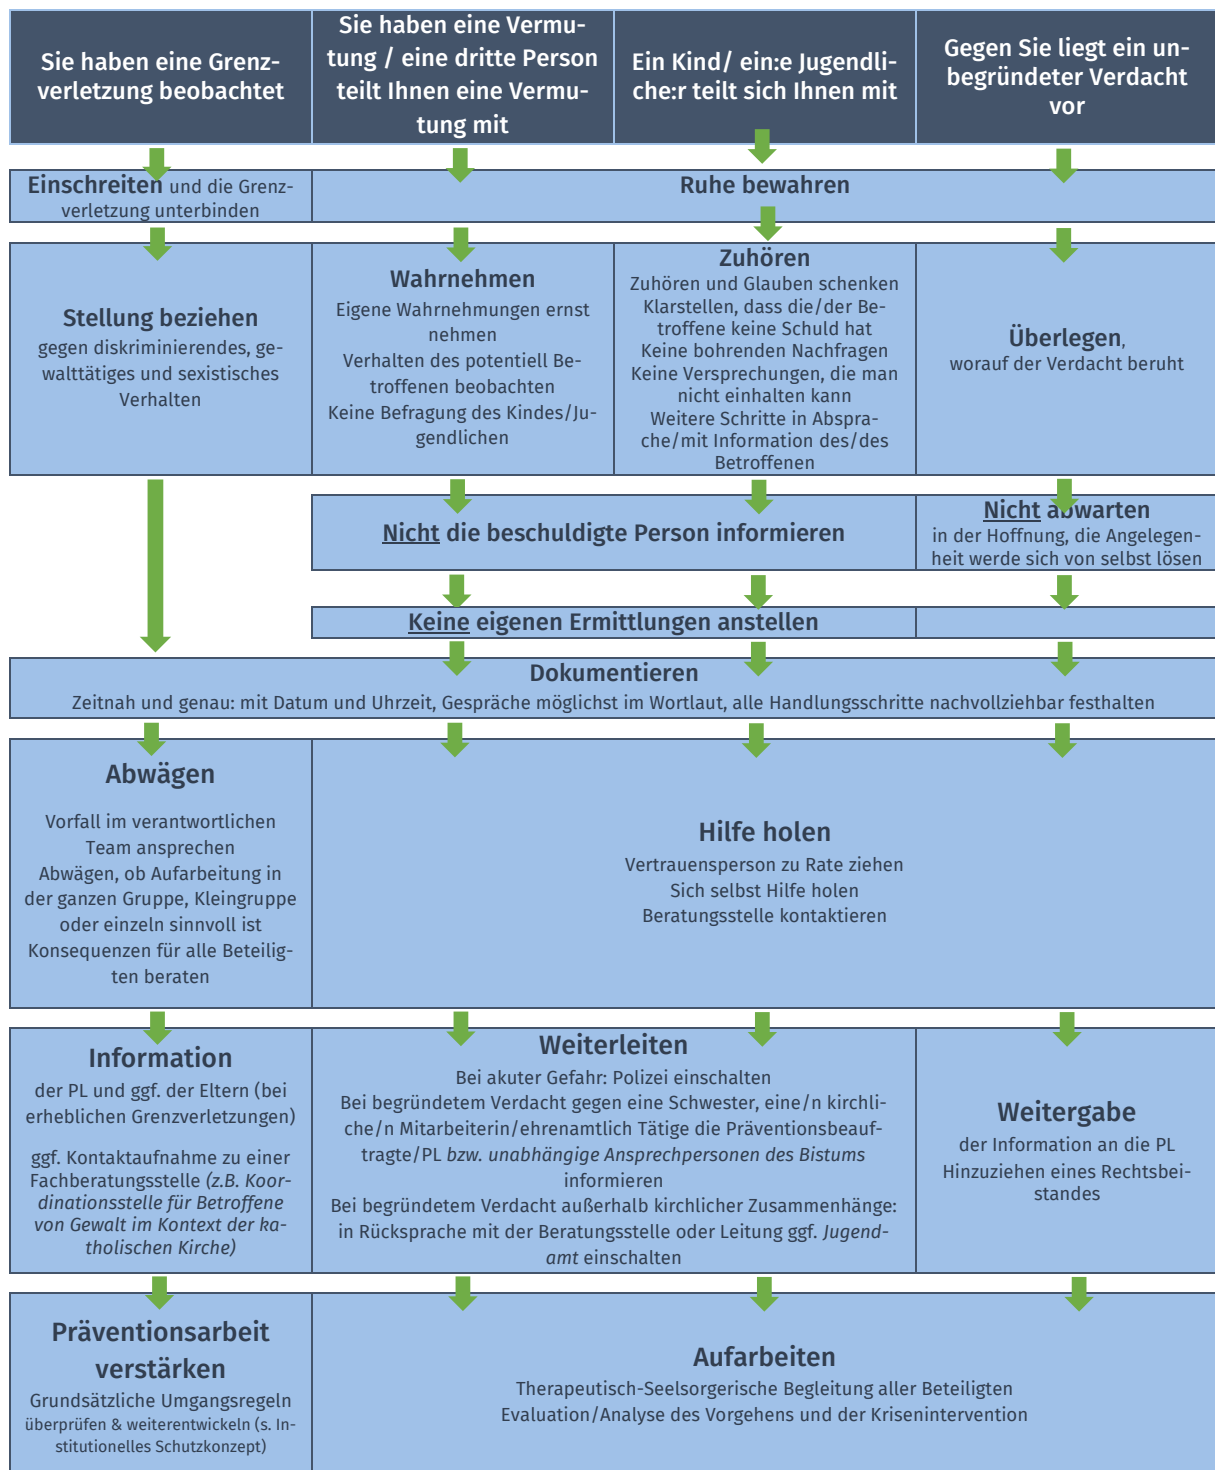 Sie haben eine Grenz-
verletzung beobachtet
Sie haben eine Vermu-
tung / eine dritte Person
teilt Ihnen eine Vermu-
tung mit
Ein Kind/ ein:e Jugendli-
che:r teilt sich Ihnen mit
Gegen Sie liegt ein un-
begründeter Verdacht
vor
Einschreiten und die Grenz-
verletzung unterbinden
Ruhe bewahren
Stellung beziehen
gegen diskriminierendes, ge-
walttätiges und sexistisches
Verhalten
Wahrnehmen
Eigene Wahrnehmungen ernst
nehmen
Verhalten des potentiell Be-
troffenen beobachten
Keine Befragung des Kindes/Ju-
gendlichen
Zuhören
Zuhören und Glauben schenken
Klarstellen, dass die/der Be-
troffene keine Schuld hat
Keine bohrenden Nachfragen
Keine Versprechungen, die man
nicht einhalten kann
Weitere Schritte in Abspra-
che/mit Information des/des
Betroffenen
Überlegen,
worauf der Verdacht beruht
Nicht die beschuldigte Person informieren
Nicht abwarten
in der Hoffnung, die Angelegen-
heit werde sich von selbst lösen
Keine eigenen Ermittlungen anstellen
Dokumentieren
Zeitnah und genau: mit Datum und Uhrzeit, Gespräche möglichst im Wortlaut, alle Handlungsschritte nachvollziehbar festhalten
Abwägen
Vorfall im verantwortlichen
Team ansprechen
Abwägen, ob Aufarbeitung in
der ganzen Gruppe, Kleingruppe
oder einzeln sinnvoll ist
Konsequenzen für alle Beteilig-
ten beraten
Hilfe holen
Vertrauensperson zu Rate ziehen
Sich selbst Hilfe holen
Beratungsstelle kontaktieren
Information
der PL und ggf. der Eltern (bei
erheblichen Grenzverletzungen)
ggf. Kontaktaufnahme zu einer
Fachberatungsstelle (z.B. Koor-
dinationsstelle für Betroffene
von Gewalt im Kontext der ka-
tholischen Kirche)
Weiterleiten
Bei akuter Gefahr: Polizei einschalten
Bei begründetem Verdacht gegen eine Schwester, eine/n kirchli-
che/n Mitarbeiterin/ehrenamtlich Tätige die Präventionsbeauf-
tragte/PL bzw. unabhängige Ansprechpersonen des Bistums
informieren
Bei begründetem Verdacht außerhalb kirchlicher Zusammenhänge:
in Rücksprache mit der Beratungsstelle oder Leitung ggf. Jugend-
amt einschalten
Weitergabe
der Information an die PL
Hinzuziehen eines Rechtsbei-
standes
Präventionsarbeit
verstärken
Grundsätzliche Umgangsregeln
überprüfen & weiterentwickeln (s. In-
stitutionelles Schutzkonzept)
Aufarbeiten
Therapeutisch-Seelsorgerische Begleitung aller Beteiligten
Evaluation/Analyse des Vorgehens und der Krisenintervention